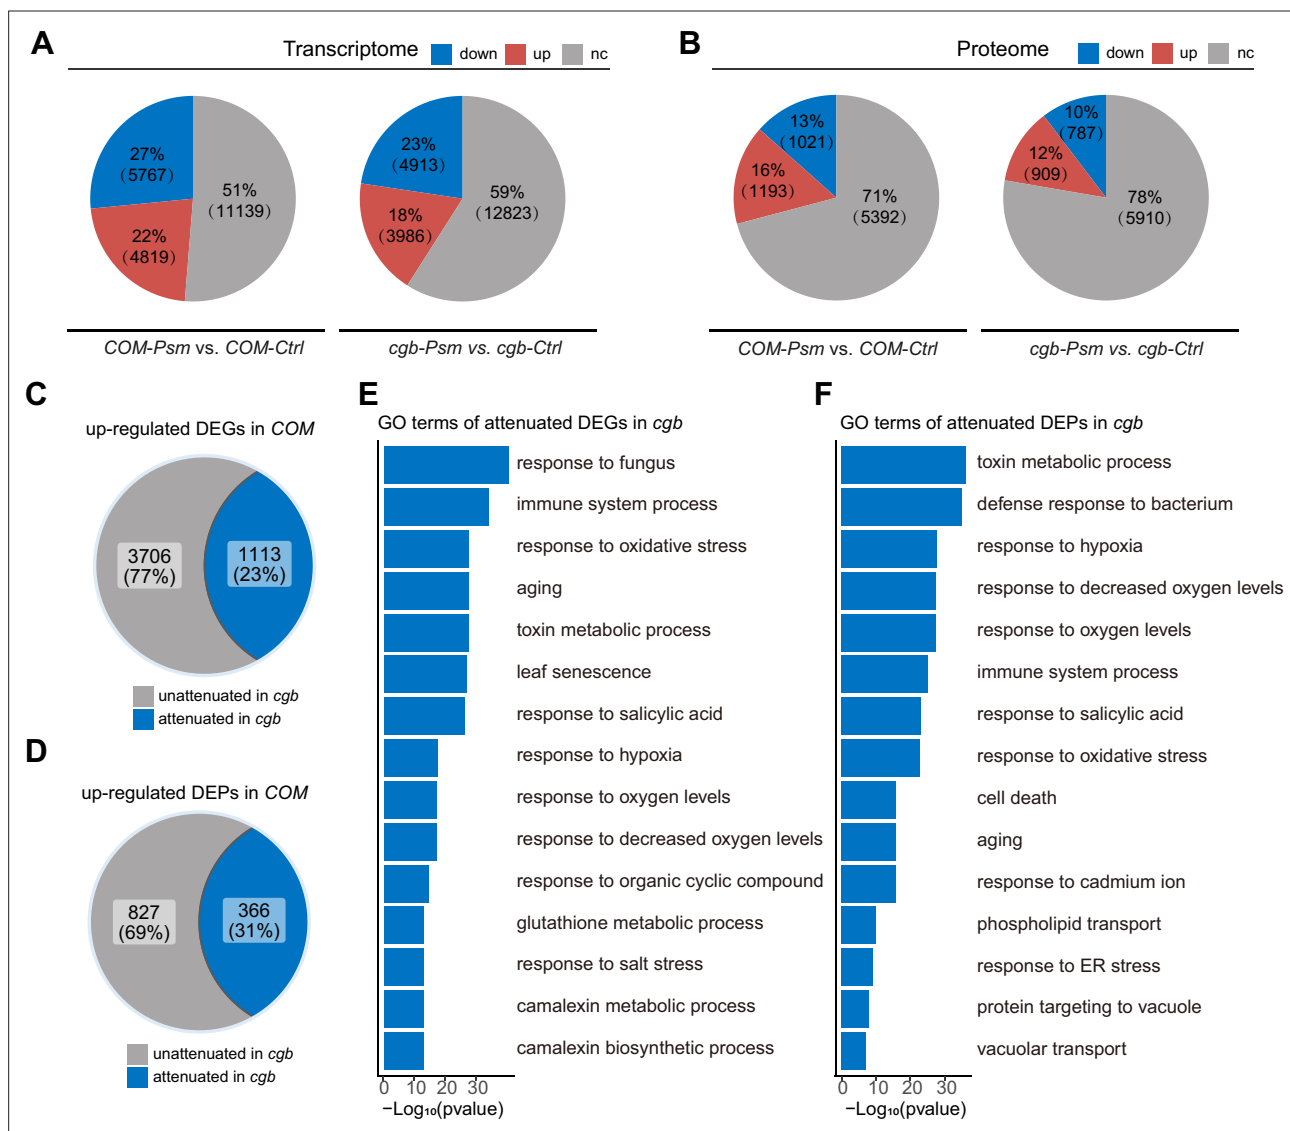 A
Transcriptome down up nc
27%
(5767)
51%
(11139)
22%
(4819)
COM-Psm vs. COM-Ctrl
23%
(4913)
59%
(12823)
18%
(3986)
cgb-Psm vs. cgb-Ctrl
B
Proteome down up nc
13%
(1021)
16%
(1193)
71%
(5392)
COM-Psm vs. COM-Ctrl
10%
(787)
12%
(909)
78%
(5910)
cgb-Psm vs. cgb-Ctrl
C
up-regulated DEGs in COM
3706
(77%)
1113
(23%)
unattenuated in cgb
attenuated in cgb
D
up-regulated DEPs in COM
827
(69%)
366
(31%)
unattenuated in cgb
attenuated in cgb
E
GO terms of attenuated DEGs in cgb
response to fungus
immune system process
response to oxidative stress
aging
toxin metabolic process
leaf senescence
response to salicylic acid
response to hypoxia
response to oxygen levels
response to decreased oxygen levels
response to organic cyclic compound
glutathione metabolic process
response to salt stress
camalexin metabolic process
camalexin biosynthetic process
0 10 20 30
−Log₁₀(pvalue)
F
GO terms of attenuated DEPs in cgb
toxin metabolic process
defense response to bacterium
response to hypoxia
response to decreased oxygen levels
response to oxygen levels
immune system process
response to salicylic acid
response to oxidative stress
cell death
aging
response to cadmium ion
phospholipid transport
response to ER stress
protein targeting to vacuole
vacuolar transport
0 10 20 30
−Log₁₀(pvalue)